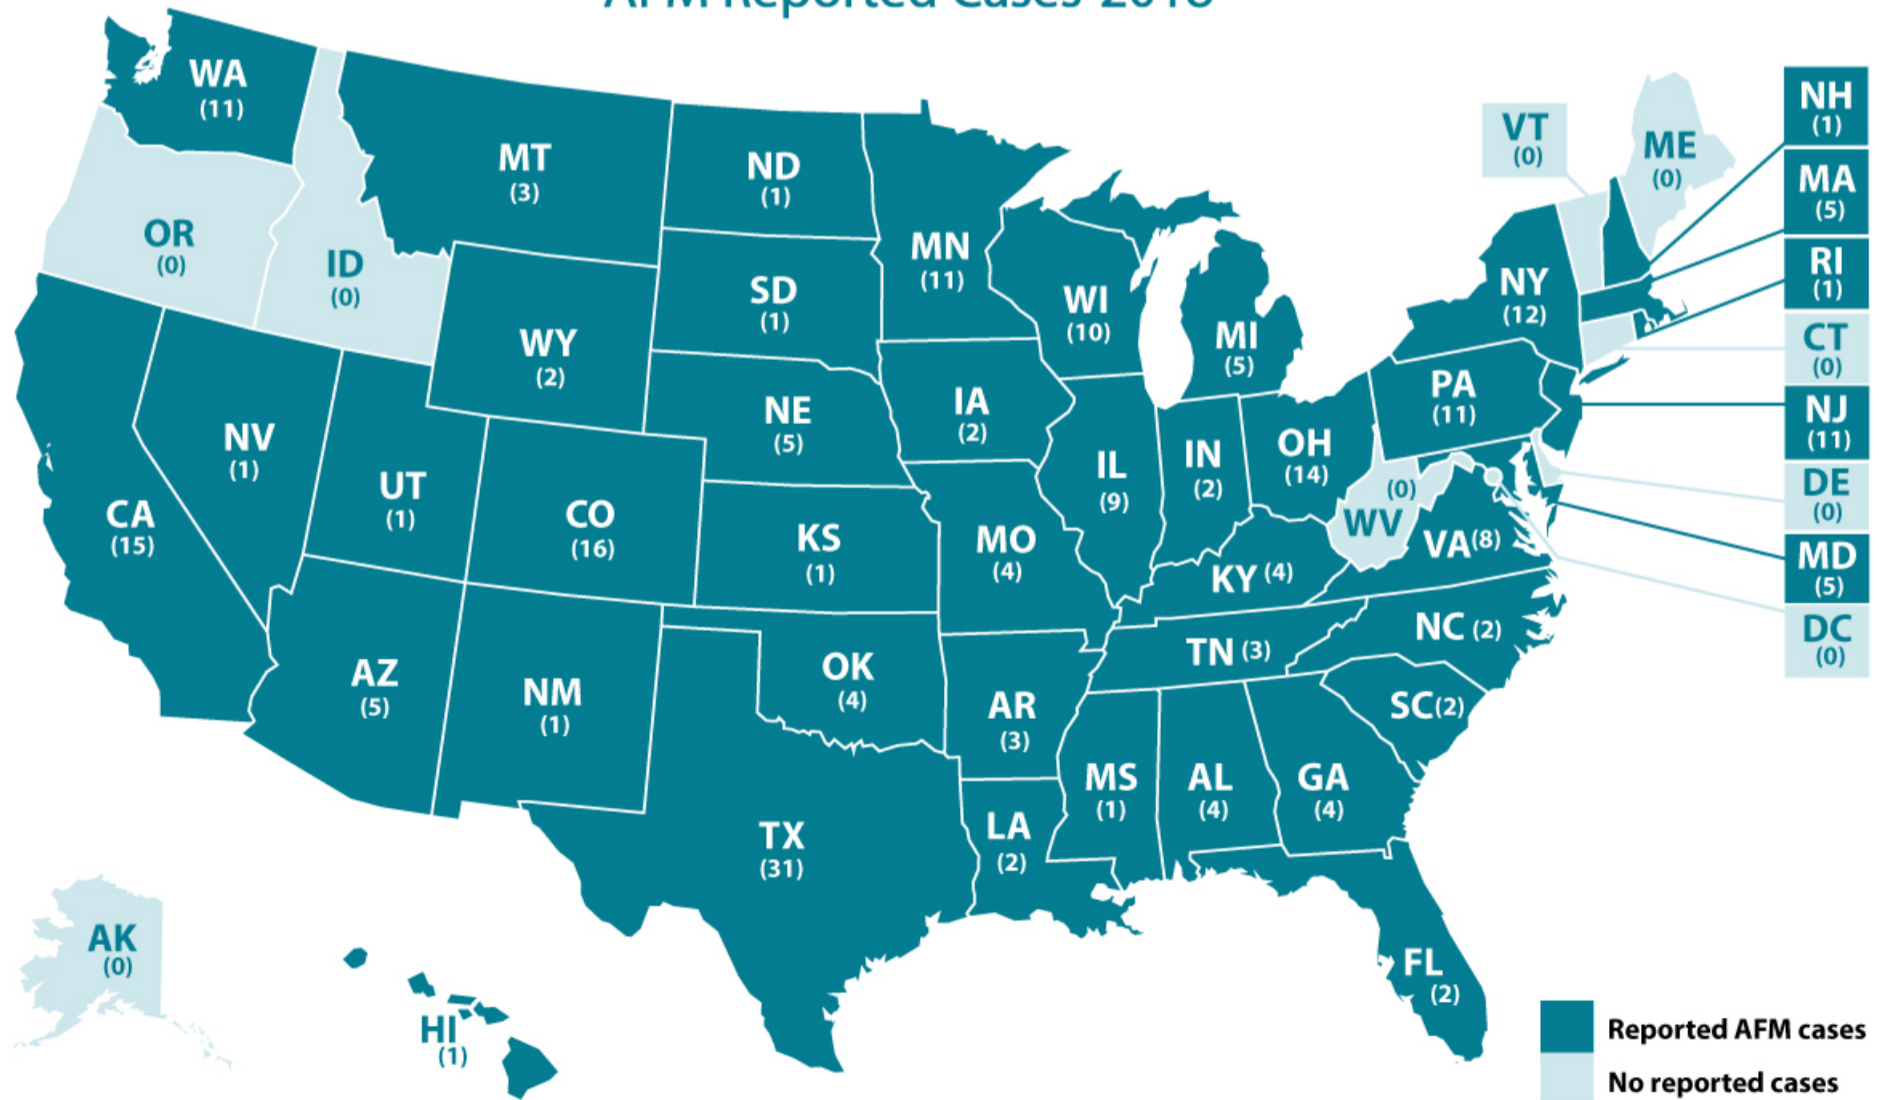 AFM Reported Cases 2018
WA
(11)
MT
(3)
ND
(1)
MN
(11)
VT
(0)
ME
(0)
NH
(1)
MA
(5)
RI
(1)
CT
(0)
NJ
(11)
DE
(0)
MD
(5)
DC
(0)
OR
(0)
ID
(0)
WY
(2)
SD
(1)
WI
(10)
MI
(5)
NY
(12)
PA
(11)
NE
(5)
IA
(2)
IL
(9)
IN
(2)
OH
(14)
(0)
WV
VA(8)
NV
(1)
UT
(1)
CO
(16)
KS
(1)
MO
(4)
KY (4)
CA
(15)
AZ
(5)
NM
(1)
OK
(4)
AR
(3)
TN (3)
NC (2)
SC(2)
TX
(31)
LA
(2)
MS
(1)
AL
(4)
GA
(4)
FL
(2)
AK
(0)
HI
(1)
Reported AFM cases
No reported cases